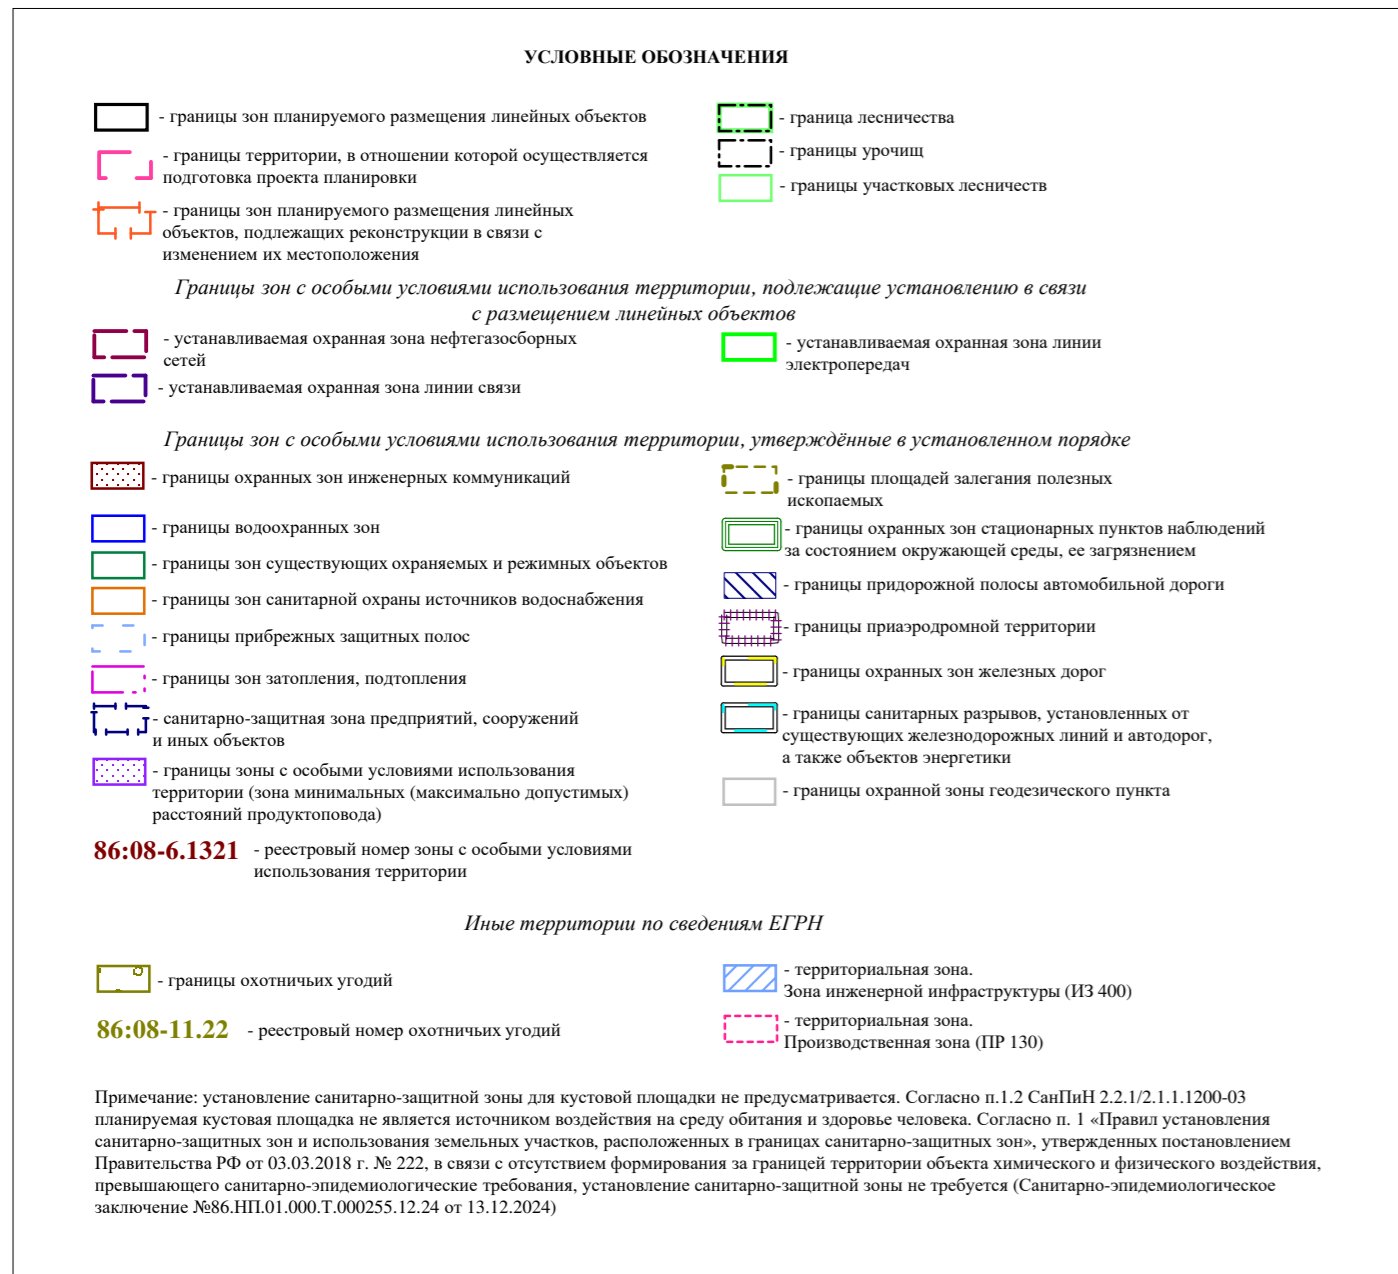 УСЛОВНЫЕ ОБОЗНАЧЕНИЯ
- границы зон планируемого размещения линейных объектов
- границы территории, в отношении которой осуществляется
подготовка проекта планировки
- границы зон планируемого размещения линейных
объектов, подлежащих реконструкции в связи с
изменением их местоположения
- граница лесничества
- границы урочищ
- границы участковых лесничеств
Границы зон с особыми условиями использования территории, подлежащие установлению в связи
с размещением линейных объектов
- устанавливаемая охранная зона нефтегазосборных
сетей
- устанавливаемая охранная зона линии связи
- устанавливаемая охранная зона линии
электропередач
Границы зон с особыми условиями использования территории, утверждённые в установленном порядке
- границы охранных зон инженерных коммуникаций
- границы водоохранных зон
- границы зон существующих охраняемых и режимных объектов
- границы зон санитарной охраны источников водоснабжения
- границы прибрежных защитных полос
- границы зон затопления, подтопления
- санитарно-защитная зона предприятий, сооружений
и иных объектов
- границы зоны с особыми условиями использования
территории (зона минимальных (максимально допустимых)
расстояний продуктоповода)
86:08-6.1321 - реестровый номер зоны с особыми условиями
использования территории
- границы площадей залегания полезных
ископаемых
- границы охранных зон стационарных пунктов наблюдений
за состоянием окружающей среды, ее загрязнением
- границы придорожной полосы автомобильной дороги
- границы приаэродромной территории
- границы охранных зон железных дорог
- границы санитарных разрывов, установленных от
существующих железнодорожных линий и автодорог,
а также объектов энергетики
- границы охранной зоны геодезического пункта
Иные территории по сведениям ЕГРН
- границы охотничьих угодий
86:08-11.22 - реестровый номер охотничьих угодий
- территориальная зона.
Зона инженерной инфраструктуры (ИЗ 400)
- территориальная зона.
Производственная зона (ПР 130)
Примечание: установление санитарно-защитной зоны для кустовой площадки не предусматривается. Согласно п.1.2 СанПиН 2.2.1/2.1.1.1200-03
планируемая кустовая площадка не является источником воздействия на среду обитания и здоровье человека. Согласно п. 1 «Правил установления
санитарно-защитных зон и использования земельных участков, расположенных в границах санитарно-защитных зон», утвержденных постановлением
Правительства РФ от 03.03.2018 г. № 222, в связи с отсутствием формирования за границей территории объекта химического и физического воздействия,
превышающего санитарно-эпидемиологические требования, установление санитарно-защитной зоны не требуется (Санитарно-эпидемиологическое
заключение №86.НП.01.000.Т.000255.12.24 от 13.12.2024)